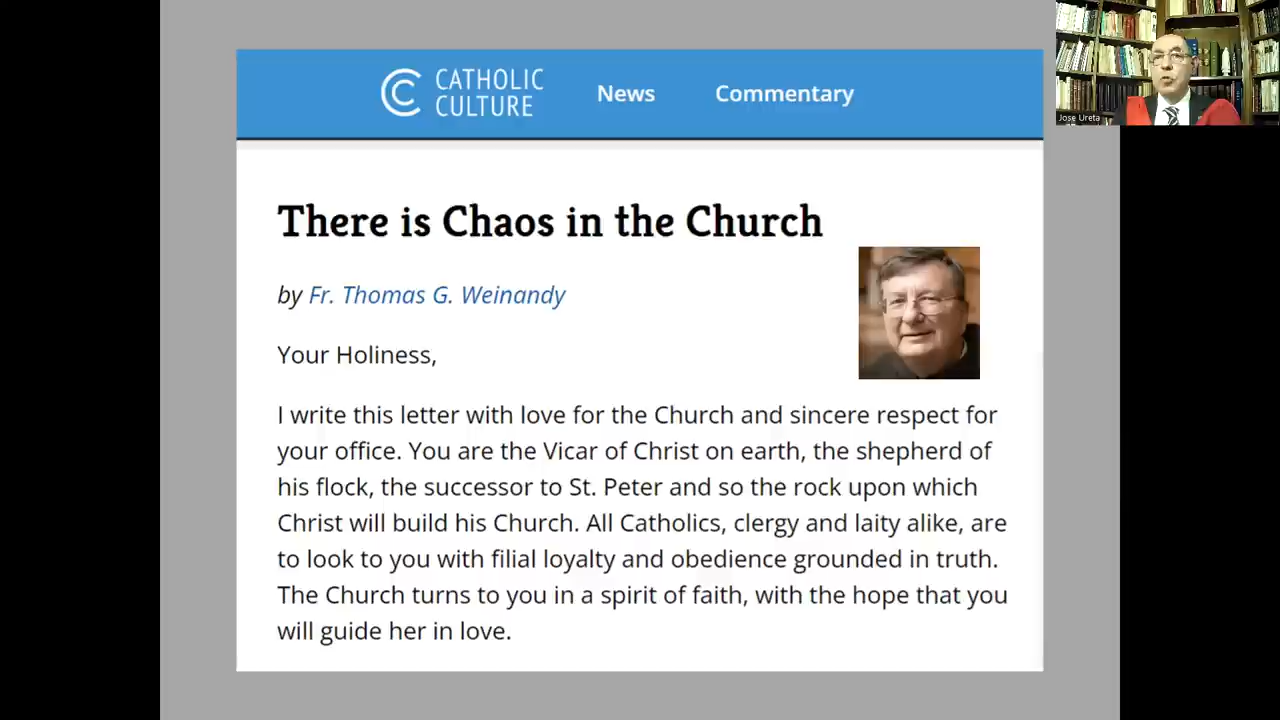 CATHOLIC
CULTURE
News
Commentary
Jose Ureta
There is Chaos in the Church
by Fr. Thomas G. Weinandy
Your Holiness,
I write this letter with love for the Church and sincere respect for
your office. You are the Vicar of Christ on earth, the shepherd of
his flock, the successor to St. Peter and so the rock upon which
Christ will build his Church. All Catholics, clergy and laity alike, are
to look to you with filial loyalty and obedience grounded in truth.
The Church turns to you in a spirit of faith, with the hope that you
will guide her in love.